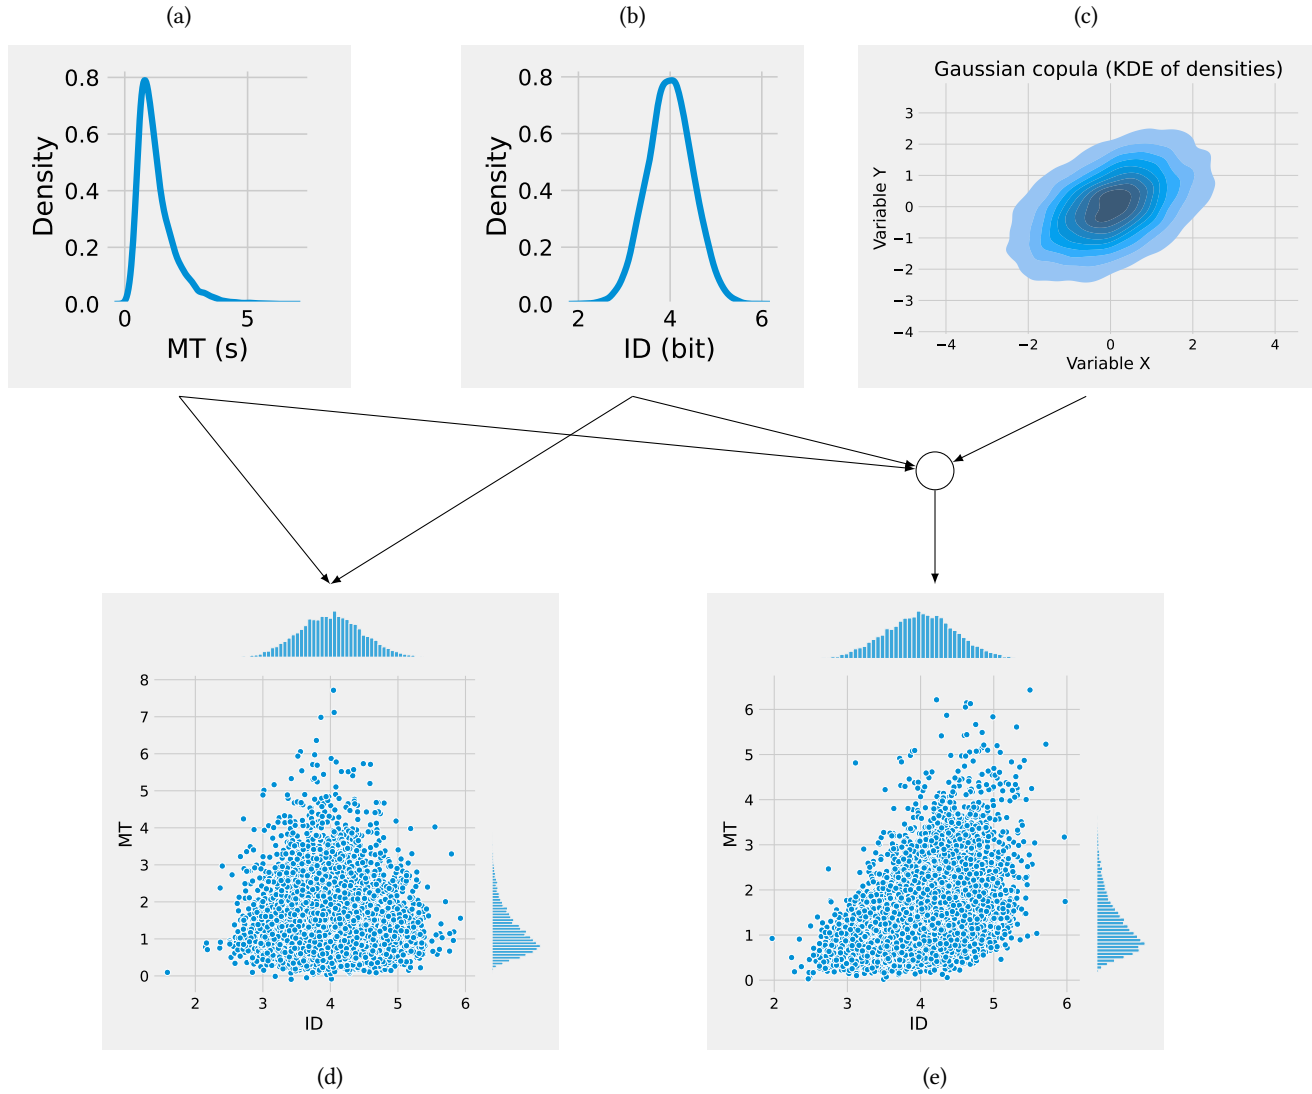 (a)
(b)
(c)
0.8
0.6
0.4
0.2
0.0
Density
0 5
MT (s)
0.8
0.6
0.4
0.2
0.0
Density
2 4 6
ID (bit)
Gaussian copula (KDE of densities)
3
2
1
0
−1
−2
−3
−4
Variable Y
−4 −2 0 2 4
Variable X
8
7
6
5
4
3
2
1
0
MT
2 3 4 5 6
ID
6
5
4
3
2
1
0
MT
2 3 4 5 6
ID
(d)
(e)